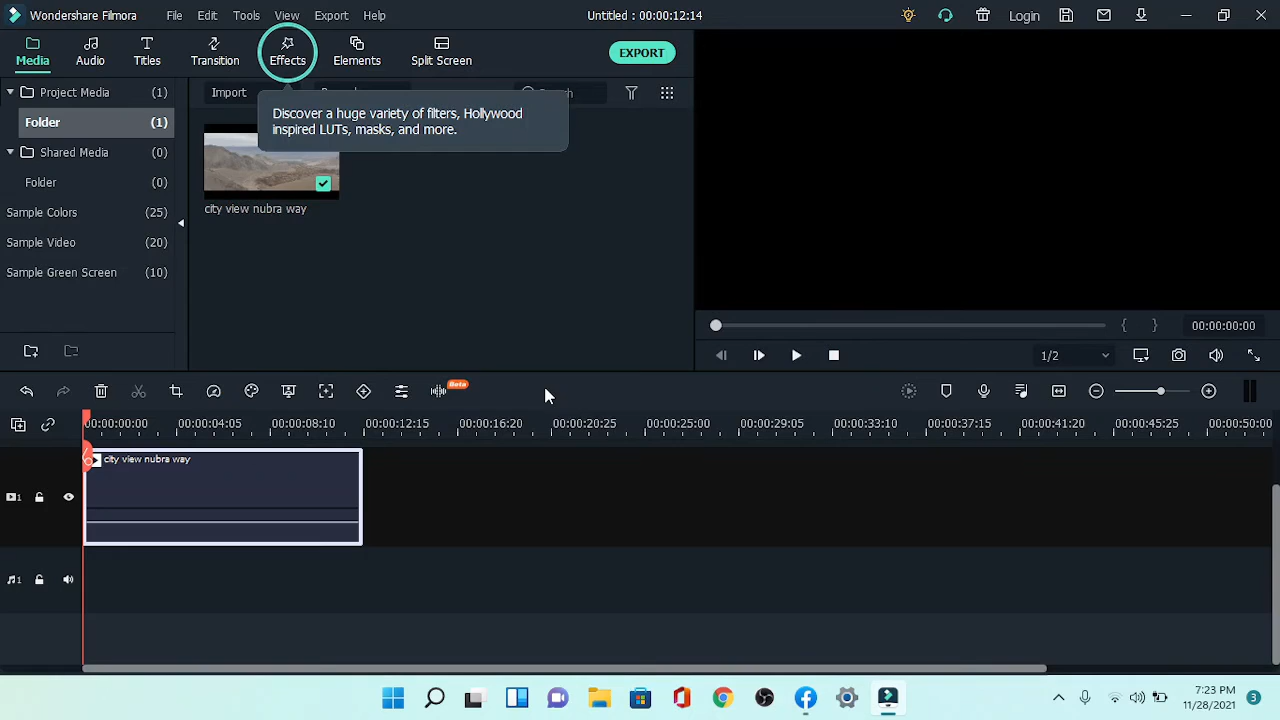 Wondershare Filmora
File
Edit
Tools
View
Export
Help
Untitled : 00:00:12:14
Login
Media
Audio
Titles
Transition
Effects
Elements
Split Screen
EXPORT
Project Media (1)
Folder (1)
Shared Media (0)
Folder (0)
Sample Colors (25)
Sample Video (20)
Sample Green Screen (10)
Import
Discover a huge variety of filters, Hollywood
inspired LUTs, masks, and more.
city view nubra way
{ }
00:00:00:00
1/2
Beta
00:00:00:00
00:00:04:05
00:00:08:10
00:00:12:15
00:00:16:20
00:00:20:25
00:00:25:00
00:00:29:05
00:00:33:10
00:00:37:15
00:00:41:20
00:00:45:25
00:00:50:00
city view nubra way
1
1
7:23 PM
11/28/2021
3